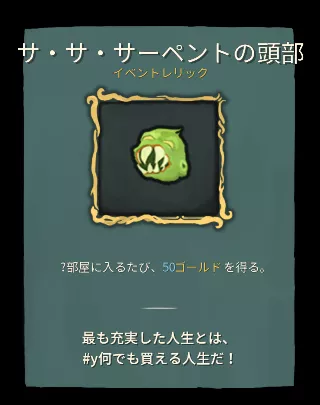 サ・サ・サーペントの頭部
イベントレリック
?部屋に入るたび、50ゴールド を得る。
最も充実した人生とは、
#y何でも買える人生だ！